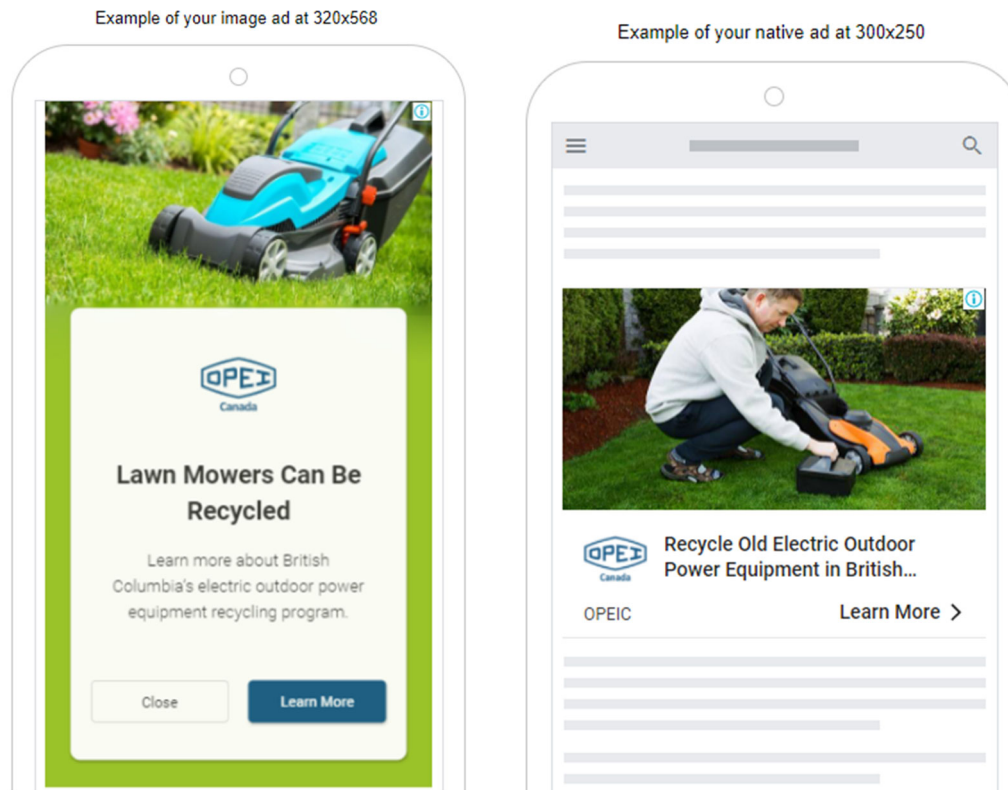 Example of your image ad at 320x568
OPEI
Canada
Lawn Mowers Can Be
Recycled
Learn more about British
Columbia's electric outdoor power
equipment recycling program.
Close
Learn More
Example of your native ad at 300x250
OPEI
Canada
Recycle Old Electric Outdoor
Power Equipment in British...
OPEIC
Learn More